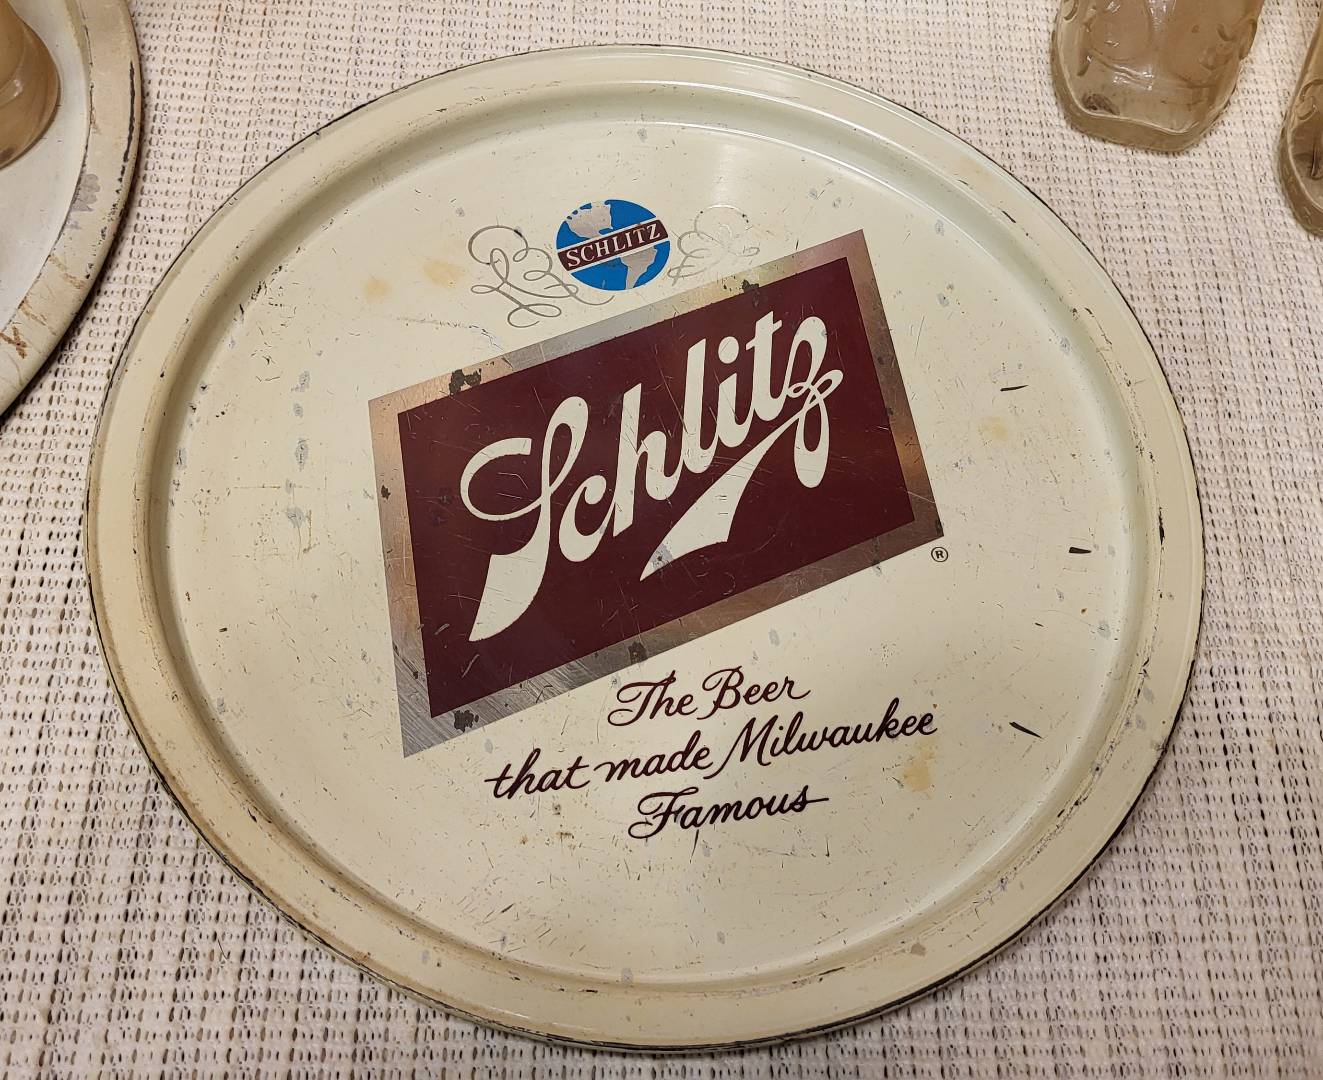 SCHLITZ
Schlitz
®
The Beer
that made Milwaukee
Famous